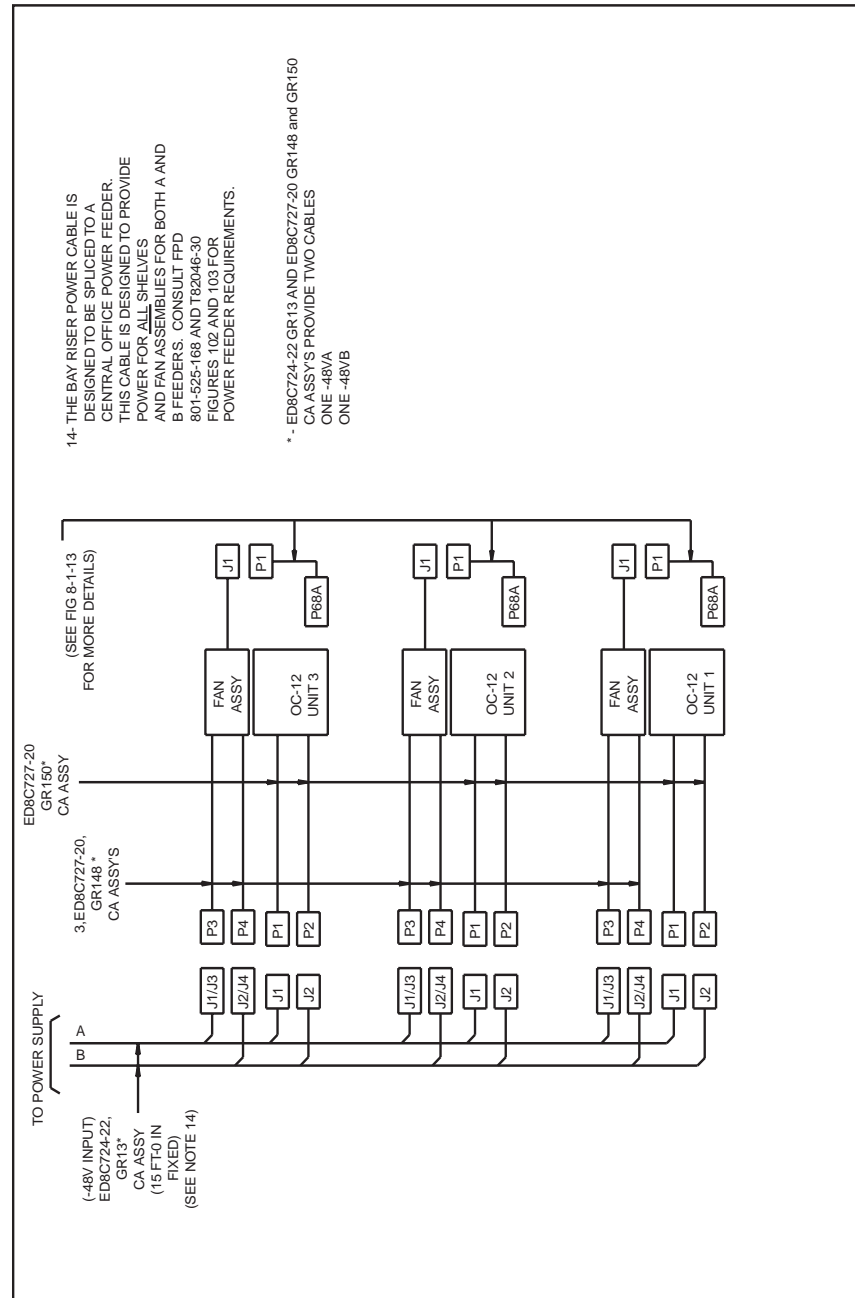 TO POWER SUPPLY
A
B
(-48V INPUT)
ED8C724-22,
GR13*
CA ASSY
(15 FT-0 IN
FIXED)
(SEE NOTE 14)
3,ED8C727-20,
GR148 *
CA ASSY'S
ED8C727-20
GR150*
CA ASSY
(SEE FIG 8-1-13
FOR MORE DETAILS)
J1/J3
J2/J4
J1
J2
P3
P4
P1
P2
FAN
ASSY
OC-12
UNIT 3
J1
P1
P68A
J1/J3
J2/J4
J1
J2
P3
P4
P1
P2
FAN
ASSY
OC-12
UNIT 2
J1
P1
P68A
J1/J3
J2/J4
J1
J2
P3
P4
P1
P2
FAN
ASSY
OC-12
UNIT 1
J1
P1
P68A
14- THE BAY RISER POWER CABLE IS
DESIGNED TO BE SPLICED TO A
CENTRAL OFFICE POWER FEEDER.
THIS CABLE IS DESIGNED TO PROVIDE
POWER FOR ALL SHELVES
AND FAN ASSEMBLIES FOR BOTH A AND
B FEEDERS. CONSULT FPD
801-525-168 AND T82046-30
FIGURES 102 AND 103 FOR
POWER FEEDER REQUIREMENTS.
* - ED8C724-22 GR13 AND ED8C727-20 GR148 and GR150
CA ASSY'S PROVIDE TWO CABLES
ONE -48VA
ONE -48VB